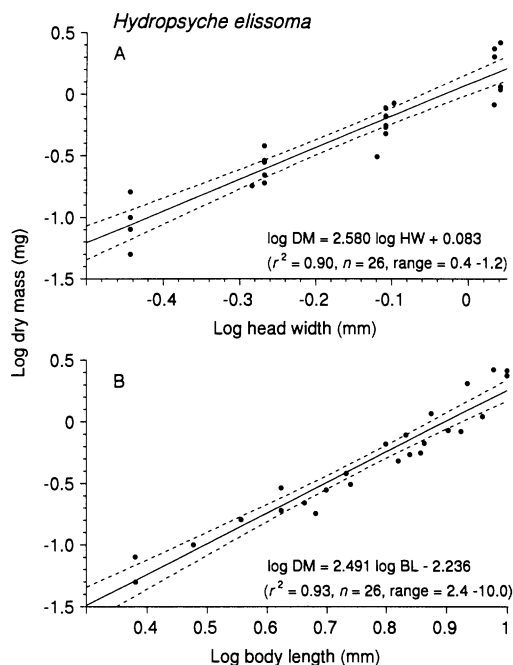 Hydropsyche elissoma
A
0.5
0
-0.5
-1.0
-1.5
log DM = 2.580 log HW + 0.083
(r² = 0.90, n = 26, range = 0.4 -1.2)
-0.4 -0.3 -0.2 -0.1 0
Log head width (mm)
Log dry mass (mg)
B
0.5
0
-0.5
-1.0
-1.5
log DM = 2.491 log BL - 2.236
(r² = 0.93, n = 26, range = 2.4 -10.0)
0.4 0.5 0.6 0.7 0.8 0.9 1
Log body length (mm)